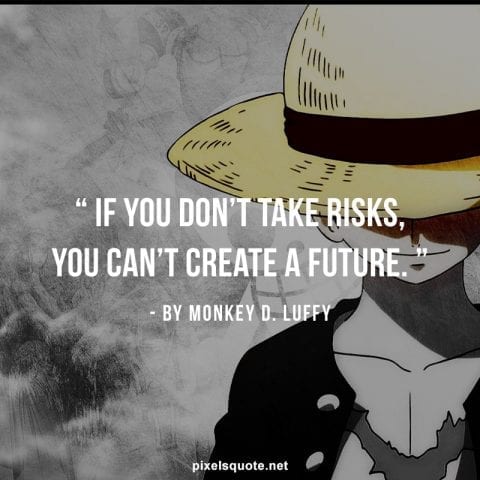 “ IF YOU DON’T TAKE RISKS,
YOU CAN’T CREATE A FUTURE. ”
- BY MONKEY D. LUFFY
pixelsquote.net